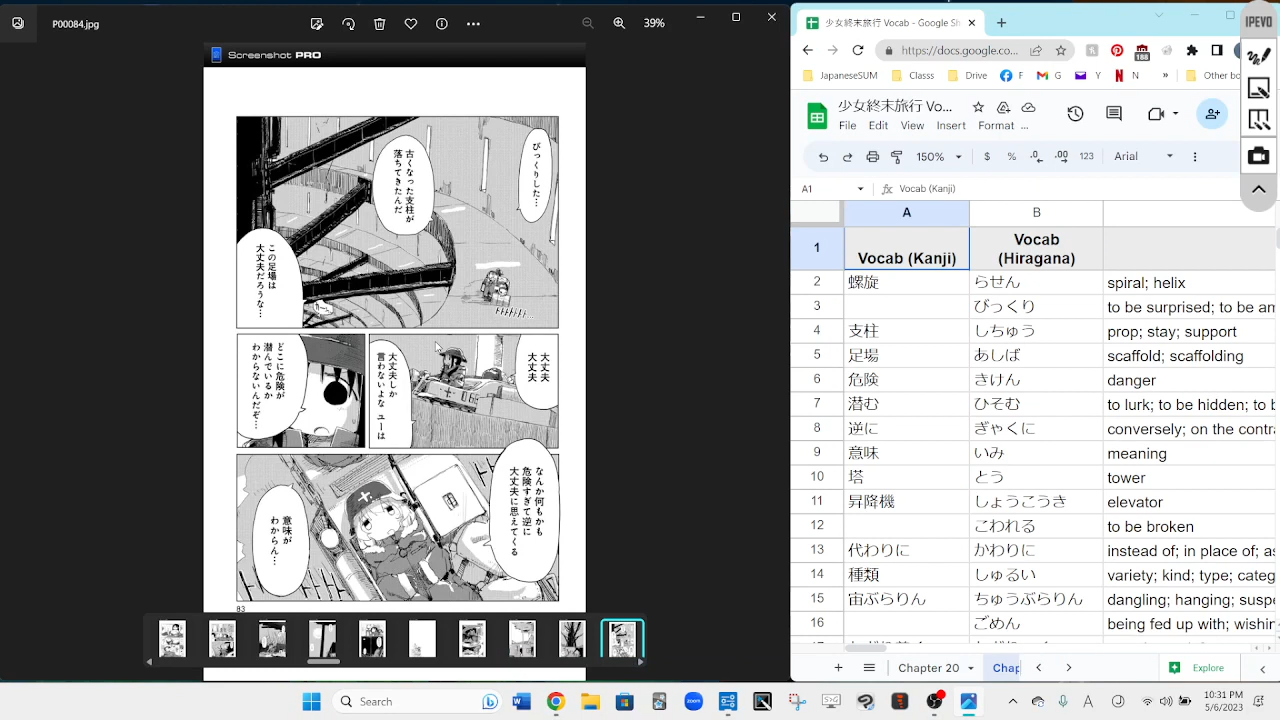 P00084.jpg
39%
Screenshot PRO
びっくりした…
古くなった支柱が
落ちてきたんだ
この足場は
大丈夫だろうな…
大丈夫
大丈夫
大丈夫しか
言わないよな ユーは
どこに危険が
潜んでいるか
わからないんだぞ…
なんか何もかも
危険すぎて逆に
大丈夫に思えてくる
意味が
わからん…
83
少女終末旅行 Vocab - Google Sh
https://docs.google.c
188
JapaneseSUM
Classs
Drive
F
G
Y
N
»
Other bo
IPEVO
少女終末旅行 Vo...
File Edit View Insert Format ...
150% $ % .0 .00 123 Arial
A1 fx Vocab (Kanji)
A B
1 Vocab (Kanji) Vocab (Hiragana)
2 螺旋 らせん spiral; helix
3 びっくり to be surprised; to be am
4 支柱 しちゅう prop; stay; support
5 足場 あしば scaffold; scaffolding
6 危険 きけん danger
7 潜む ひそむ to lurk; to be hidden; to b
8 逆に ぎゃくに conversely; on the contra
9 意味 いみ meaning
10 塔 とう tower
11 昇降機 しょうこうき elevator
12 こわれる to be broken
13 代わりに かわりに instead of; in place of; as
14 種類 しゅるい variety; kind; type; categ
15 宙ぶらりん ちゅうぶらりん dangling; hanging; suspe
16 ごめん being fed up with; wishin
Chapter 20 Chap
Explore
Search
zoom
A
10:31 PM
5/6/2023